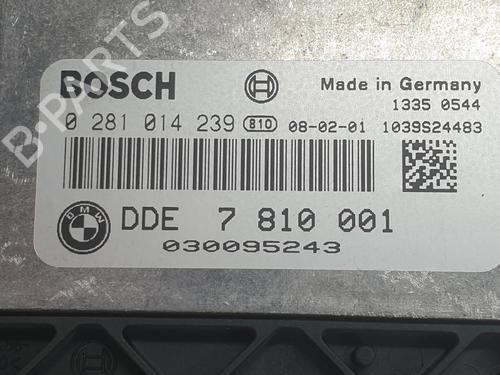 BOSCH
Made in Germany
1335 0544
0 281 014 239 810 08-02-01 1039S24483
BMW
DDE 7 810 001
030095243
B-PARTS